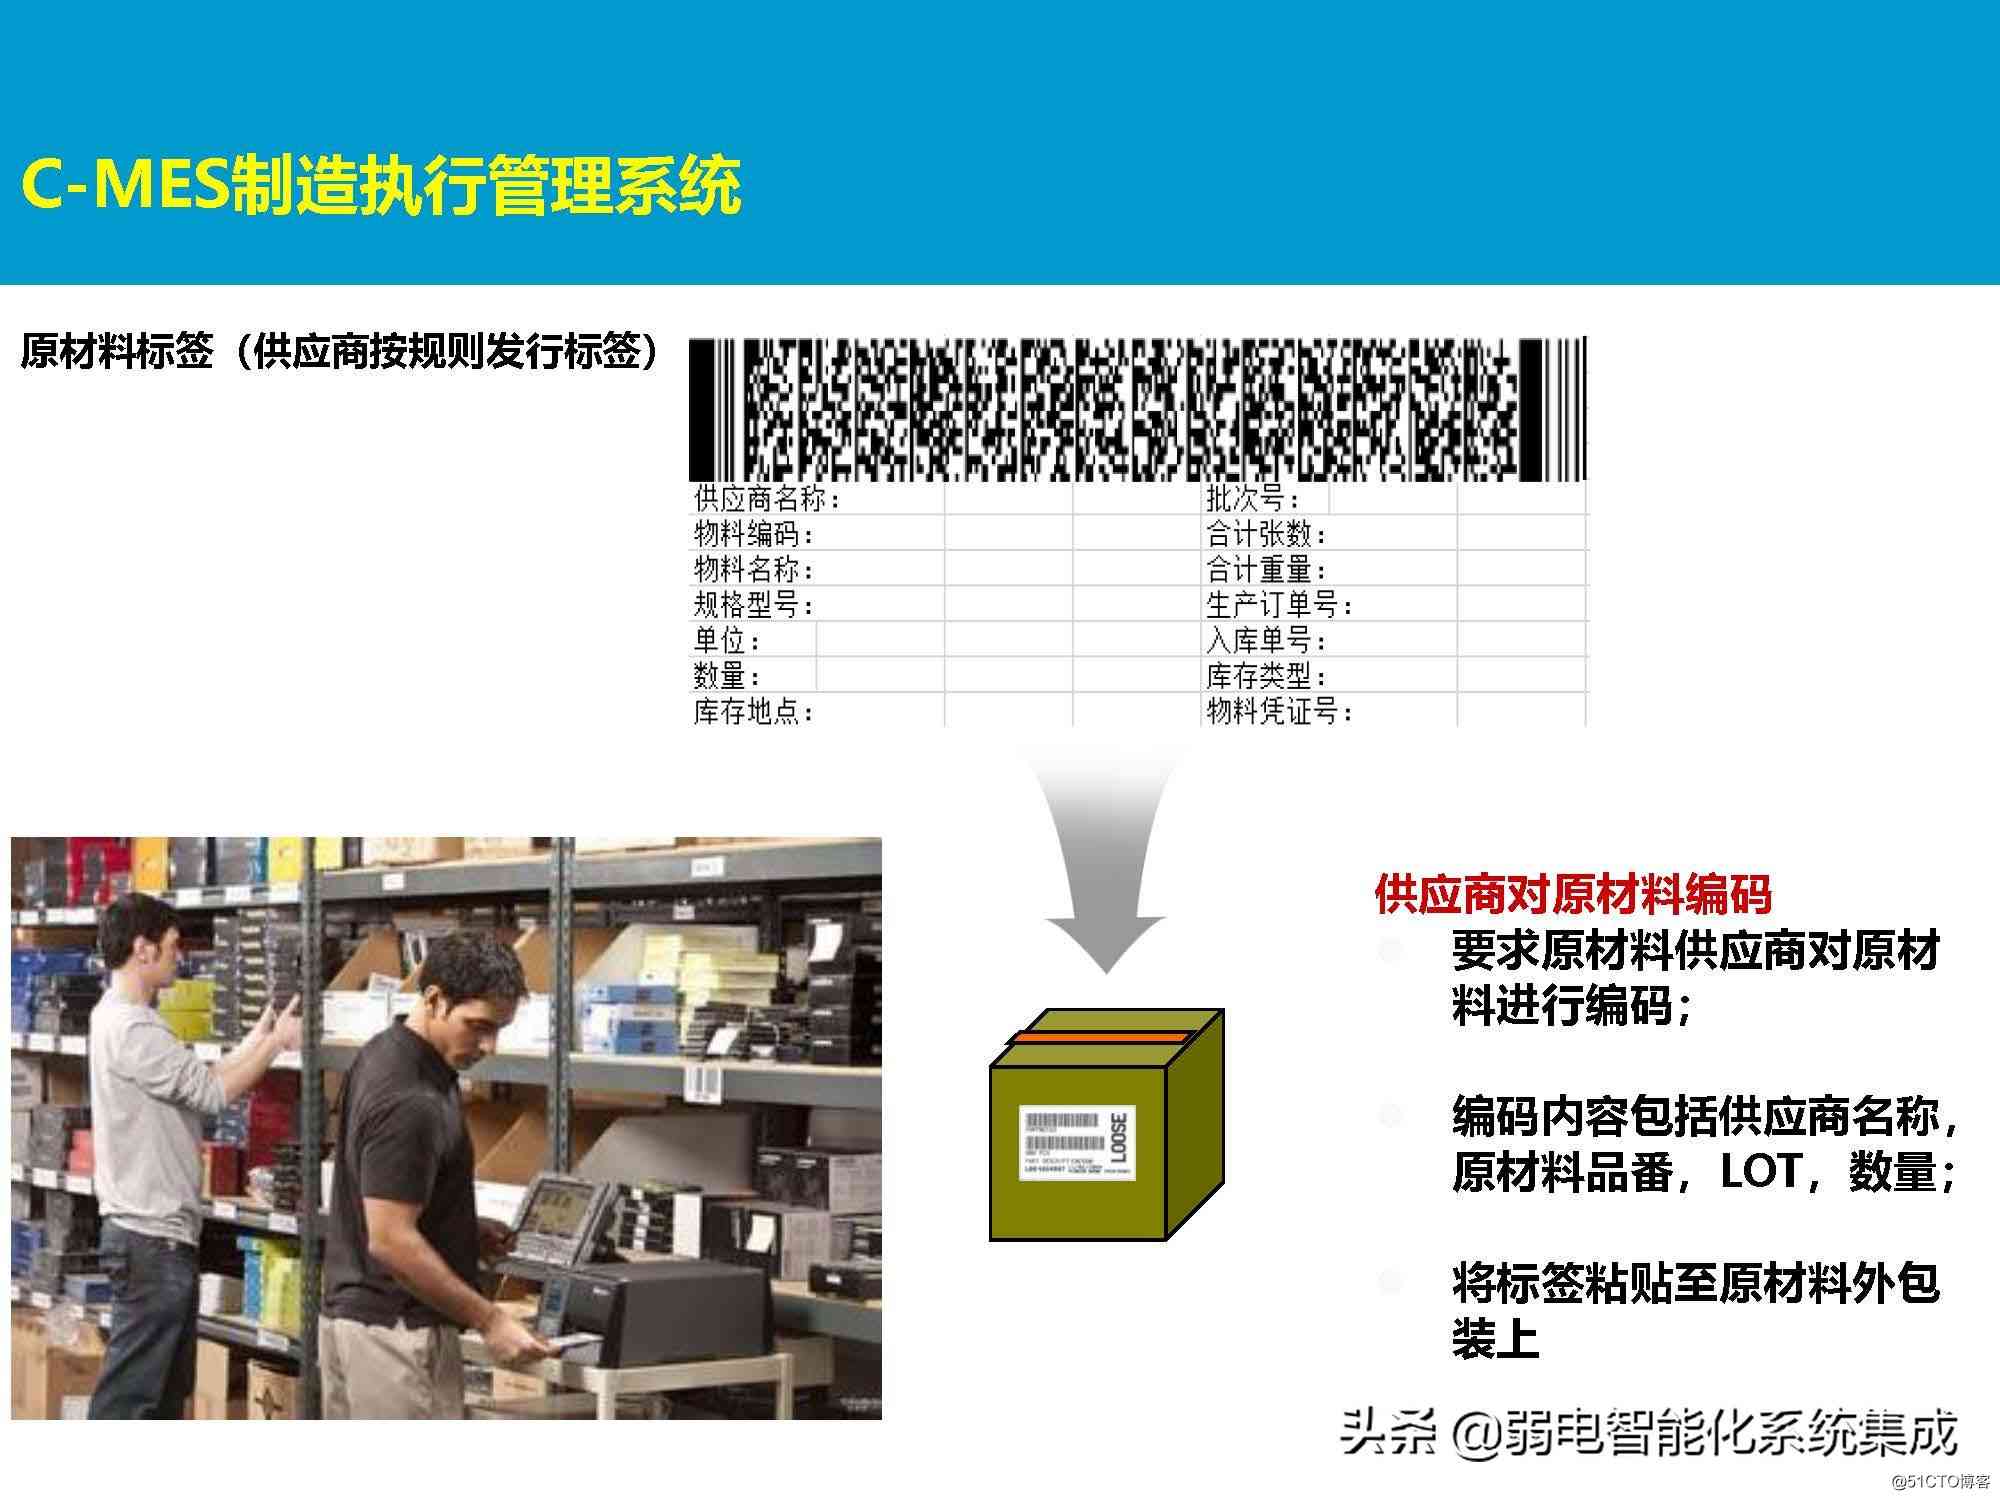 C-MES制造执行管理系统
原材料标签（供应商按规则发行标签）
供应商名称：	批次号：
物料编码：	合计张数：
物料名称：	合计重量：
规格型号：	生产订单号：
单位：	入库单号：
数量：	库存类型：
库存地点：	物料凭证号：
LOOSE
供应商对原材料编码
要求原材料供应商对原材
料进行编码；
编码内容包括供应商名称，
原材料品番，LOT，数量；
将标签粘贴至原材料外包
装上
头条 @弱电智能化系统集成
@51CTO博客